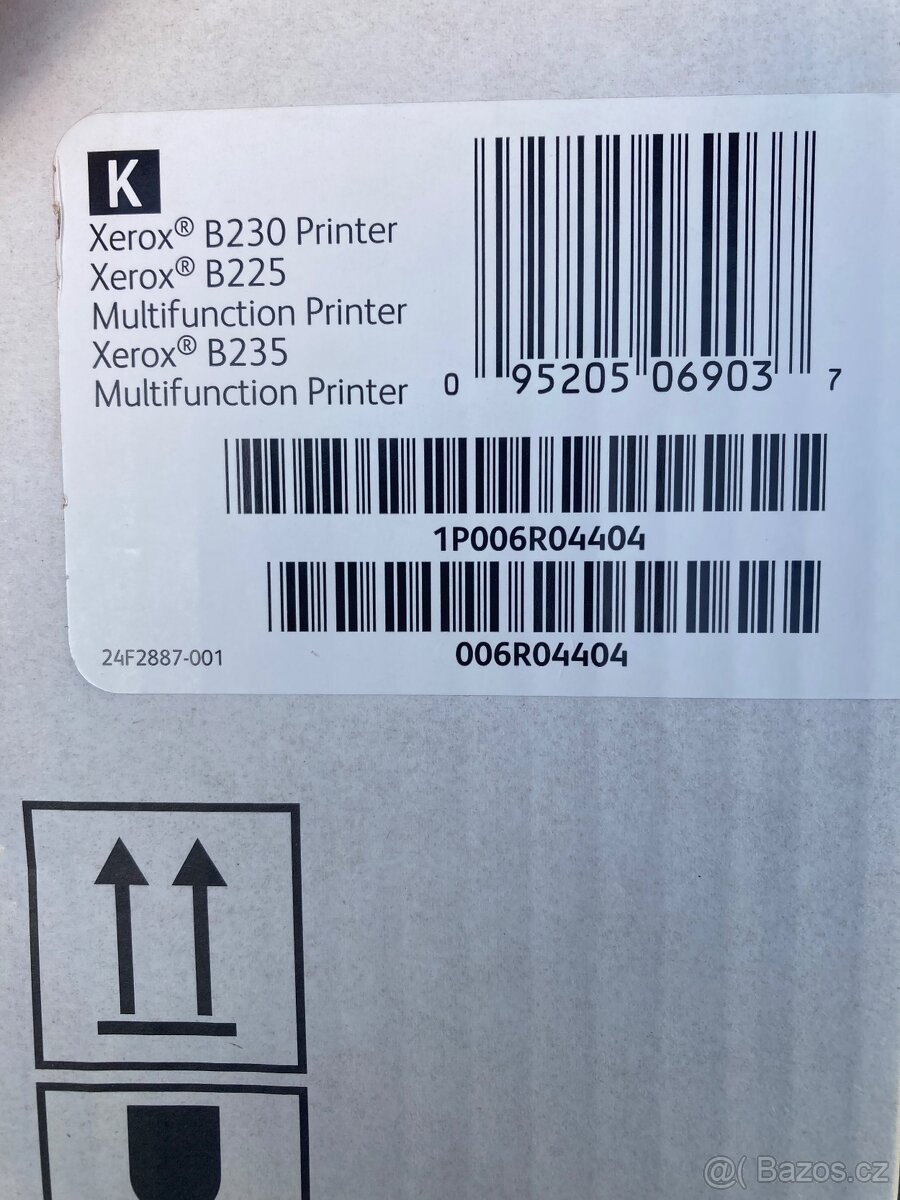 K
Xerox® B230 Printer
Xerox® B225
Multifunction Printer
Xerox® B235
Multifunction Printer
0 95205 06903 7
1P006R04404
006R04404
24F2887-001
@( Bazos.cz